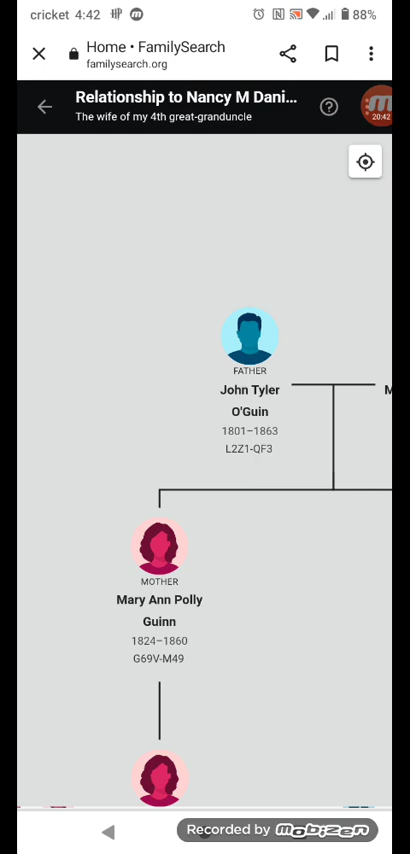 cricket 4:42 88%
Home • FamilySearch
familysearch.org
Relationship to Nancy M Dani...
The wife of my 4th great-granduncle
20:42
FATHER
John Tyler M
O'Guin
1801–1863
L2Z1-QF3
MOTHER
Mary Ann Polly
Guinn
1824–1860
G69V-M49
Recorded by mobizen